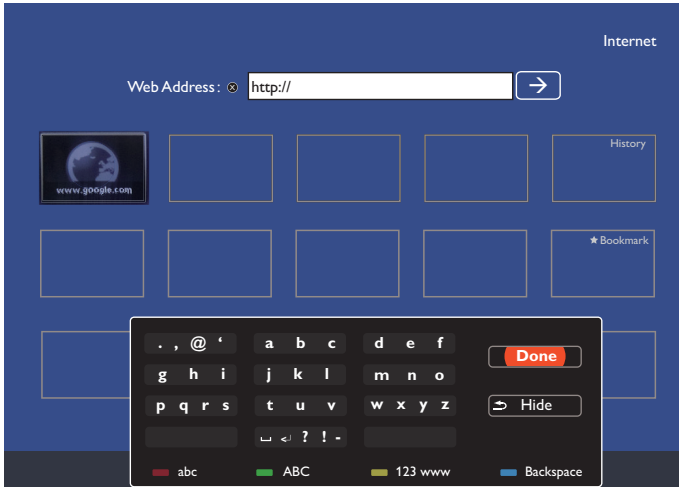 Internet
Web Address: ⊗ http:// →
www.google.com
History
★ Bookmark
. , @ ‘ a b c d e f
Done
g h i j k l m n o
p q r s t u v w x y z
Hide
␣ ↵ ? ! -
abc ABC 123 www Backspace